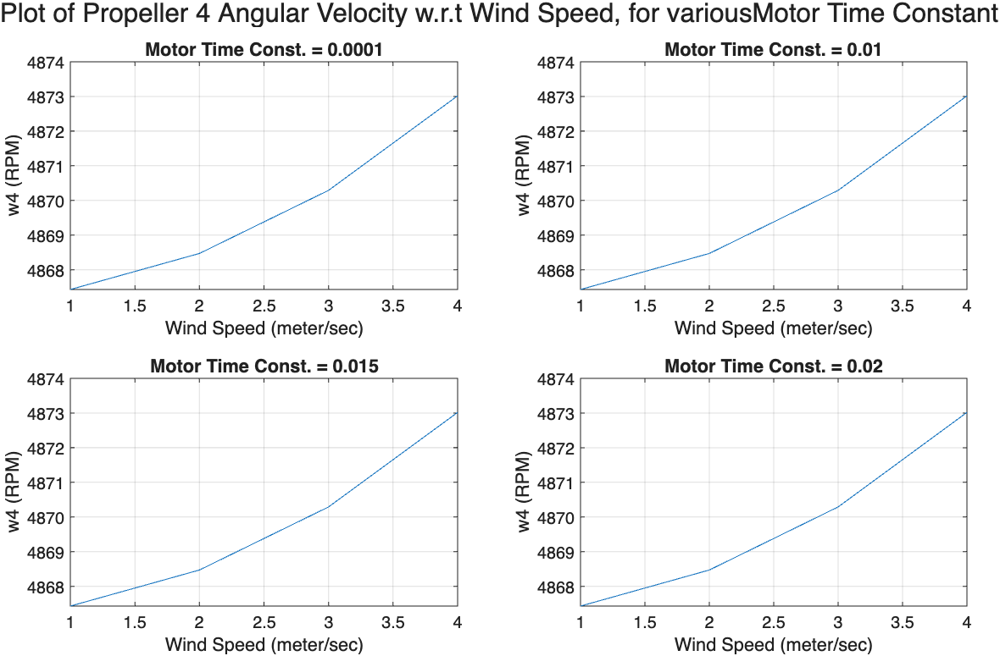 Plot of Propeller 4 Angular Velocity w.r.t Wind Speed, for variousMotor Time Constant
Motor Time Const. = 0.0001
4874
4873
4872
4871
4870
4869
4868
w4 (RPM)
1 1.5 2 2.5 3 3.5 4
Wind Speed (meter/sec)
Motor Time Const. = 0.01
4874
4873
4872
4871
4870
4869
4868
w4 (RPM)
1 1.5 2 2.5 3 3.5 4
Wind Speed (meter/sec)
Motor Time Const. = 0.015
4874
4873
4872
4871
4870
4869
4868
w4 (RPM)
1 1.5 2 2.5 3 3.5 4
Wind Speed (meter/sec)
Motor Time Const. = 0.02
4874
4873
4872
4871
4870
4869
4868
w4 (RPM)
1 1.5 2 2.5 3 3.5 4
Wind Speed (meter/sec)